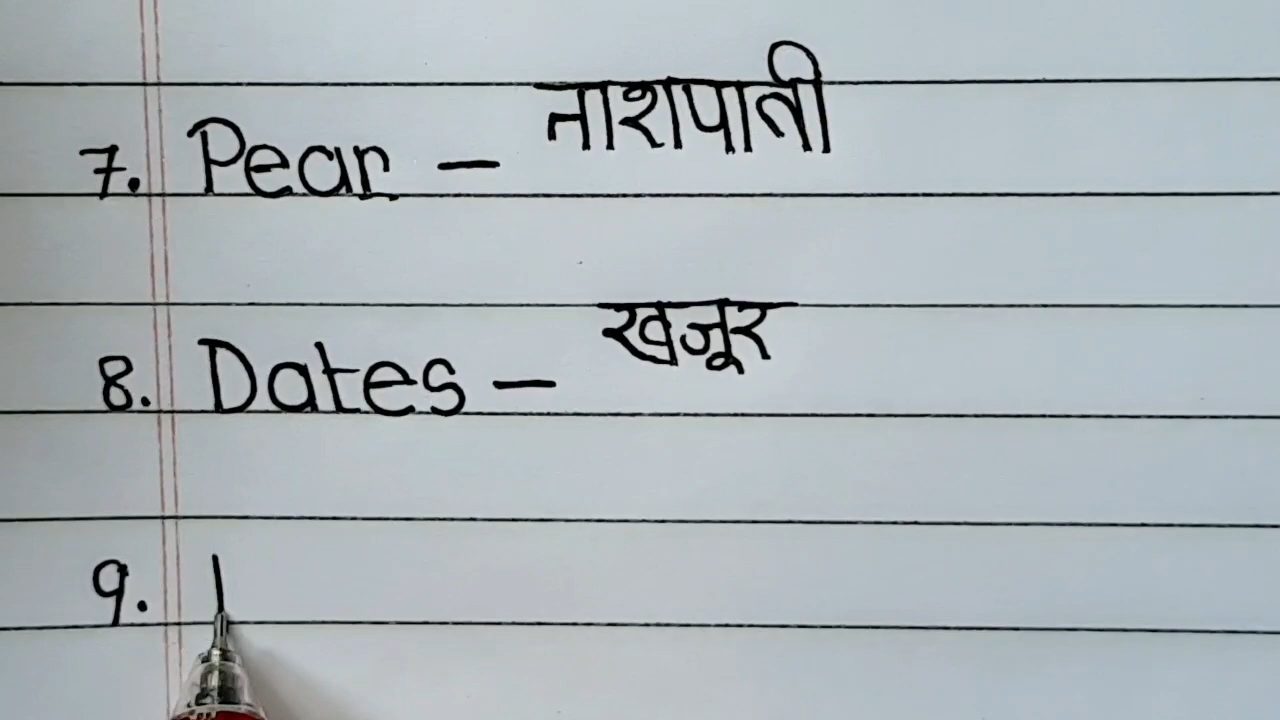 7. Pear – नाशपाती
8. Dates – खजूर
9.